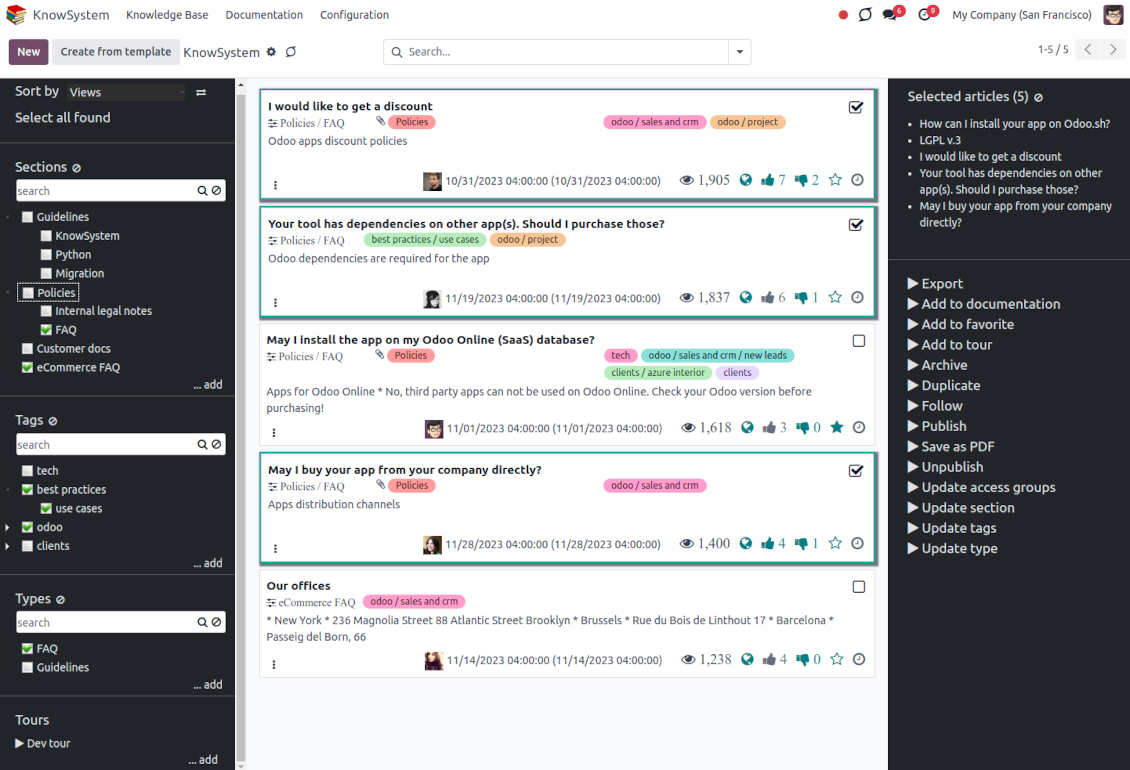 KnowSystem Knowledge Base Documentation Configuration 6 9 My Company (San Francisco)
New Create from template KnowSystem Search... 1-5 / 5
Sort by Views
Select all found
Sections
search
Guidelines
KnowSystem
Python
Migration
Policies
Internal legal notes
FAQ
Customer docs
eCommerce FAQ
... add
Tags
search
tech
best practices
use cases
odoo
clients
... add
Types
search
FAQ
Guidelines
... add
Tours
Dev tour
... add
I would like to get a discount
Policies / FAQ Policies odoo / sales and crm odoo / project
Odoo apps discount policies
10/31/2023 04:00:00 (10/31/2023 04:00:00) 1,905 7 2
Your tool has dependencies on other app(s). Should I purchase those?
Policies / FAQ best practices / use cases odoo / project
Odoo dependencies are required for the app
11/19/2023 04:00:00 (11/19/2023 04:00:00) 1,837 6 1
May I install the app on my Odoo Online (SaaS) database?
Policies / FAQ Policies tech odoo / sales and crm / new leads
clients / azure interior clients
Apps for Odoo Online * No, third party apps can not be used on Odoo Online. Check your Odoo version before
purchasing!
11/01/2023 04:00:00 (11/01/2023 04:00:00) 1,618 3 0
May I buy your app from your company directly?
Policies / FAQ Policies odoo / sales and crm
Apps distribution channels
11/28/2023 04:00:00 (11/28/2023 04:00:00) 1,400 4 1
Our offices
eCommerce FAQ odoo / sales and crm
* New York * 236 Magnolia Street 88 Atlantic Street Brooklyn * Brussels * Rue du Bois de Linthout 17 * Barcelona *
Passeig del Born, 66
11/14/2023 04:00:00 (11/14/2023 04:00:00) 1,238 4 0
Selected articles (5)
How can I install your app on Odoo.sh?
LGPL v.3
I would like to get a discount
Your tool has dependencies on other
app(s). Should I purchase those?
May I buy your app from your company
directly?
Export
Add to documentation
Add to favorite
Add to tour
Archive
Duplicate
Follow
Publish
Save as PDF
Unpublish
Update access groups
Update section
Update tags
Update type